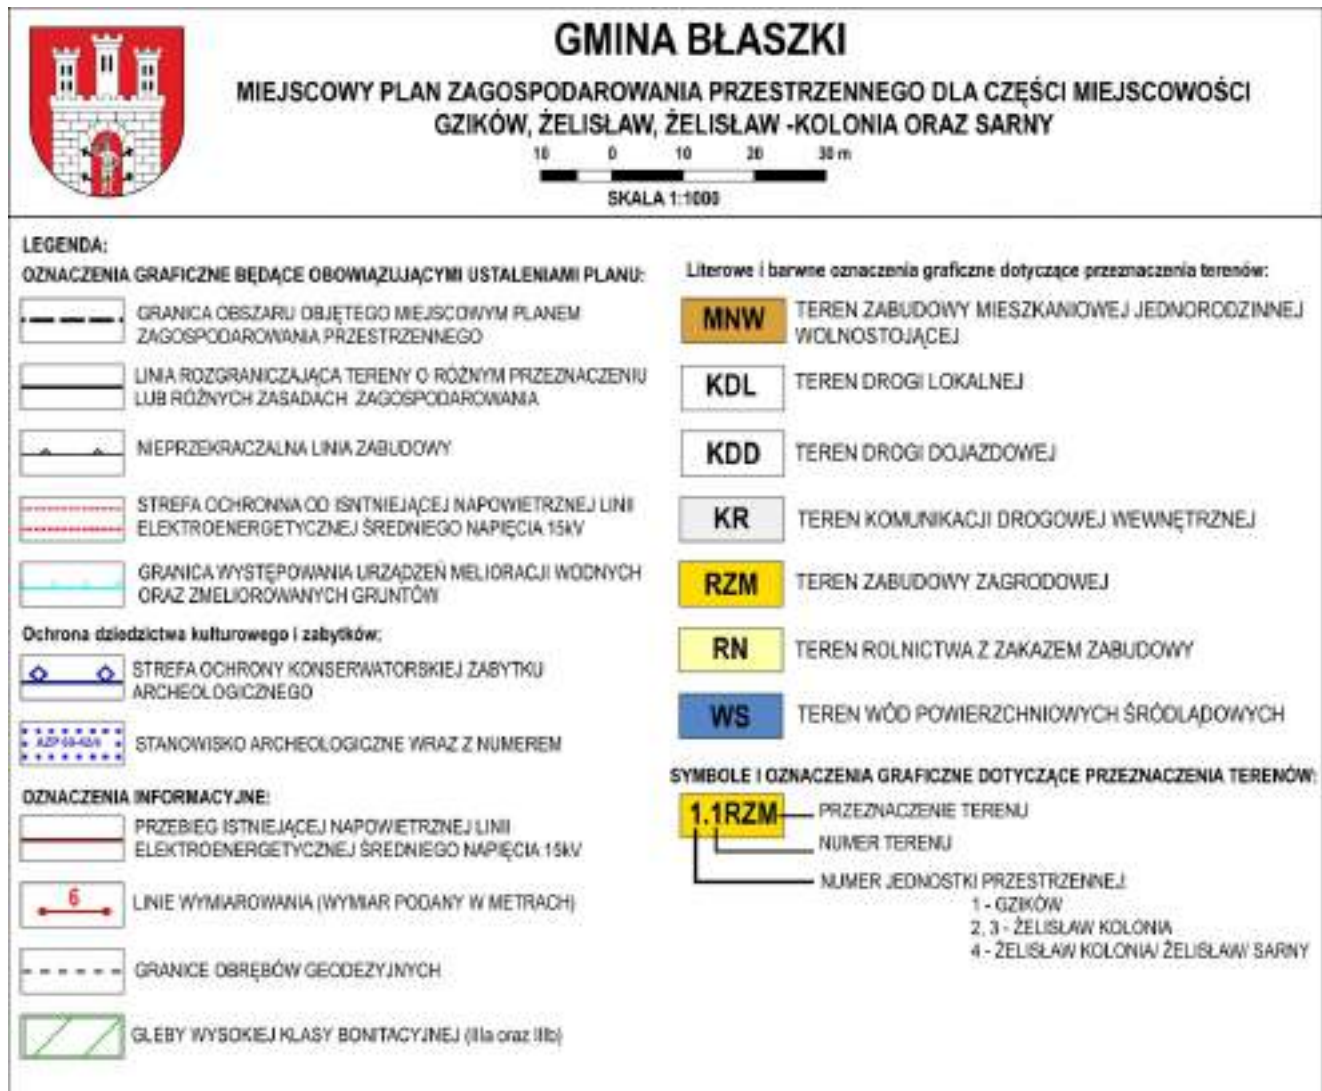 GMINA BŁASZKI
MIEJSCOWY PLAN ZAGOSPODAROWANIA PRZESTRZENNEGO DLA CZĘŚCI MIEJSCOWOŚCI
GZIKÓW, ŻELISŁAW, ŻELISŁAW -KOLONIA ORAZ SARNY
10 0 10 20 30 m
SKALA 1:1000
LEGENDA:
OZNACZENIA GRAFICZNE BĘDĄCE OBOWIĄZUJĄCYMI USTALENIAMI PLANU:
GRANICA OBSZARU OBJĘTEGO MIEJSCOWYM PLANEM
ZAGOSPODAROWANIA PRZESTRZENNEGO
LINIA ROZGRANICZAJĄCA TERENY O RÓŻNYM PRZEZNACZENIU
LUB RÓŻNYCH ZASADACH ZAGOSPODAROWANIA
NIEPRZEKRACZALNA LINIA ZABUDOWY
STREFA OCHRONNA OD ISNTNIEJĄCEJ NAPOWIETRZNEJ LINII
ELEKTROENERGETYCZNEJ ŚREDNIEGO NAPIĘCIA 15kV
GRANICA WYSTĘPOWANIA URZĄDZEŃ MELIORACJI WODNYCH
ORAZ ZMELIOROWANYCH GRUNTÓW
Ochrona dziedzictwa kulturowego i zabytków:
STREFA OCHRONY KONSERWATORSKIEJ ZABYTKU
ARCHEOLOGICZNEGO
STANOWISKO ARCHEOLOGICZNE WRAZ Z NUMEREM
OZNACZENIA INFORMACYJNE:
PRZEBIEG ISTNIEJĄCEJ NAPOWIETRZNEJ LINII
ELEKTROENERGETYCZNEJ ŚREDNIEGO NAPIĘCIA 15kV
6 LINIE WYMIAROWANIA (WYMIAR PODANY W METRACH)
GRANICE OBRĘBÓW GEODEZYJNYCH
GLEBY WYSOKIEJ KLASY BONITACYJNEJ (IIIa oraz IIIb)
Literowe i barwne oznaczenia graficzne dotyczące przeznaczenia terenów:
MNW TEREN ZABUDOWY MIESZKANIOWEJ JEDNORODZINNEJ
WOLNOSTOJĄCEJ
KDL TEREN DROGI LOKALNEJ
KDD TEREN DROGI DOJAZDOWEJ
KR TEREN KOMUNIKACJI DROGOWEJ WEWNĘTRZNEJ
RZM TEREN ZABUDOWY ZAGRODOWEJ
RN TEREN ROLNICTWA Z ZAKAZEM ZABUDOWY
WS TEREN WÓD POWIERZCHNIOWYCH ŚRÓDLĄDOWYCH
SYMBOLE I OZNACZENIA GRAFICZNE DOTYCZĄCE PRZEZNACZENIA TERENÓW:
1.1RZM PRZEZNACZENIE TERENU
NUMER TERENU
NUMER JEDNOSTKI PRZESTRZENNEJ:
1 - GZIKÓW
2, 3 - ŻELISŁAW KOLONIA
4 - ŻELISŁAW KOLONIA/ ŻELISŁAW/ SARNY